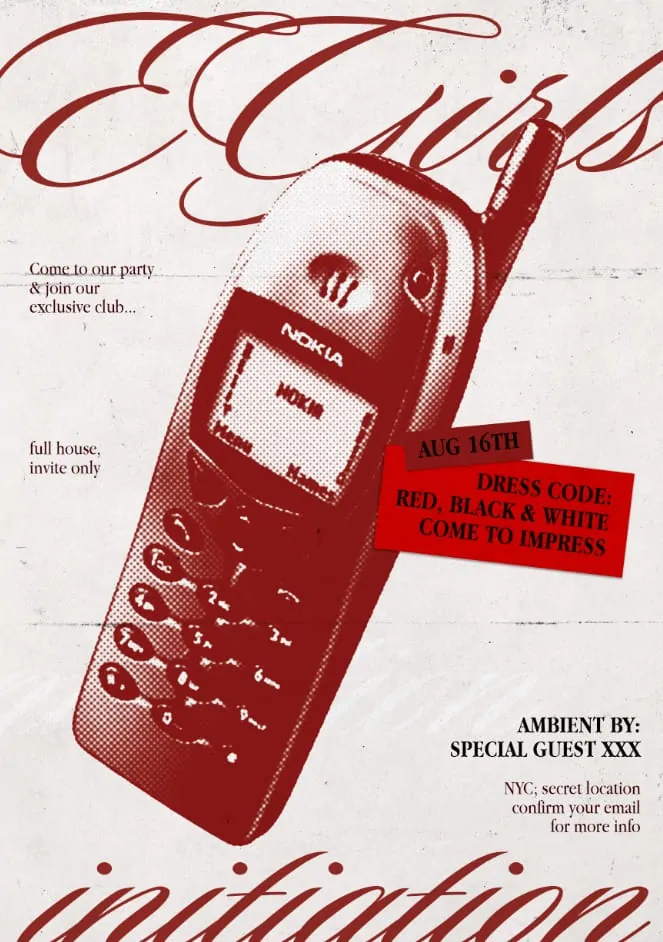 EGirls
Come to our party
& join our
exclusive club...
NOKIA
NOKIA
Menu
full house,
invite only
AUG 16TH
DRESS CODE:
RED, BLACK & WHITE
COME TO IMPRESS
AMBIENT BY:
SPECIAL GUEST XXX
NYC; secret location
confirm your email
for more info
initiation